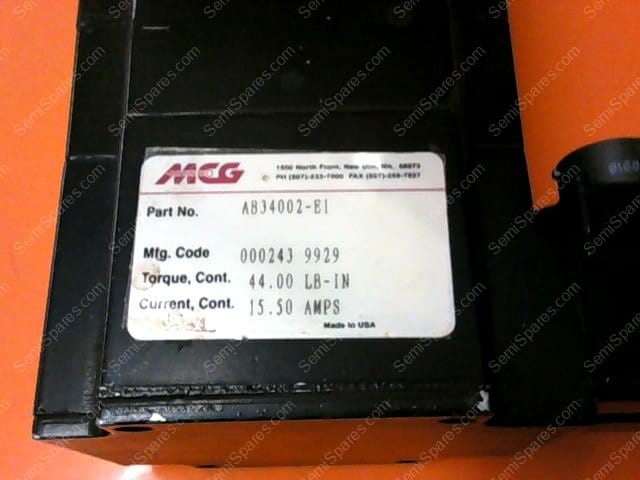 MCG
1500 North Front, New Ulm, Mn, 56073
PH (507)-233-7000 FAX (507)-359-7627
Part No. AB34002-E1
Mfg. Code 000243 9929
Torque, Cont. 44.00 LB-IN
Current, Cont. 15.50 AMPS
Made in USA
SemiSpares.com